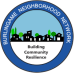 BURLINGAME NEIGHBORHOOD NETWORK
Building
Community
Resilience